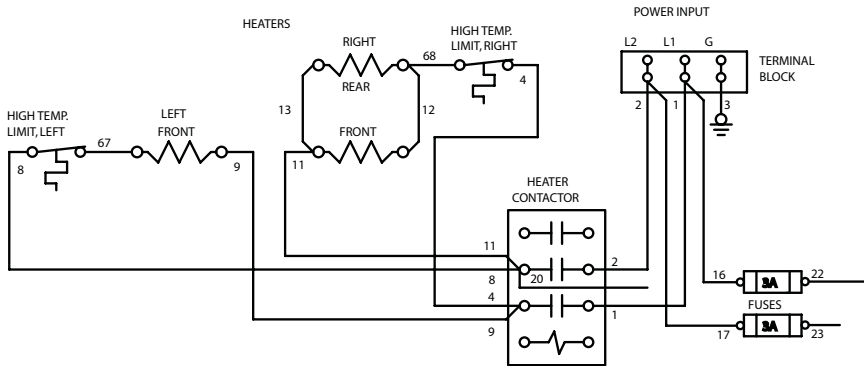 POWER INPUT
HEATERS
HIGH TEMP.
LIMIT, RIGHT
RIGHT
REAR
68
4
L2 L1 G
TERMINAL
BLOCK
2 1 3
13 12
HIGH TEMP.
LIMIT, LEFT
LEFT
FRONT
FRONT
67
8
9
11
HEATER
CONTACTOR
11
2
8
20
4
1
9
16 3A 22
FUSES
17 3A 23